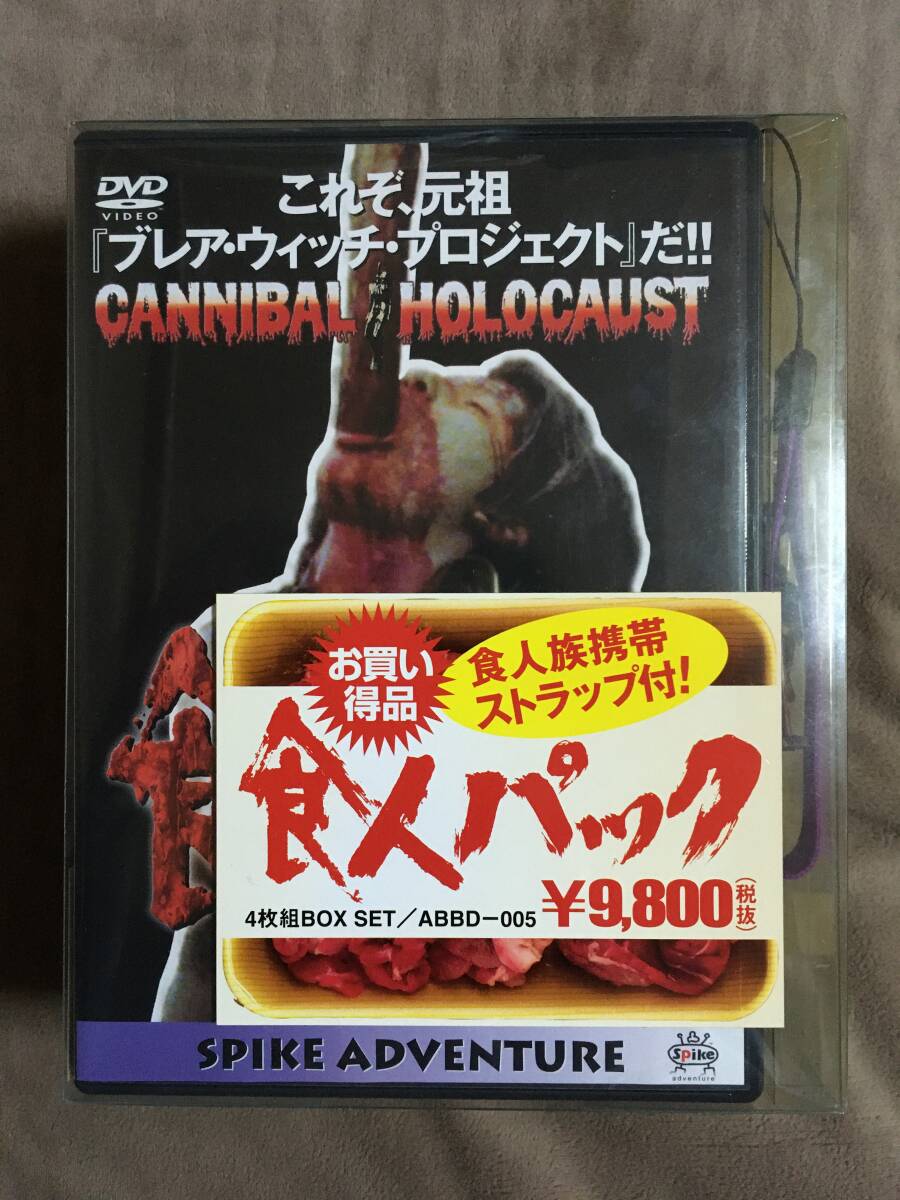 DVD
VIDEO
これぞ、元祖
『ブレア・ウィッチ・プロジェクト』だ!!
CANNIBAL HOLOCAUST
お買い
得品
食人族携帯
ストラップ付!
食人パック
4枚組BOX SET／ABBD－005
¥9,800(税抜)
食
SPIKE ADVENTURE
Spike
adventure